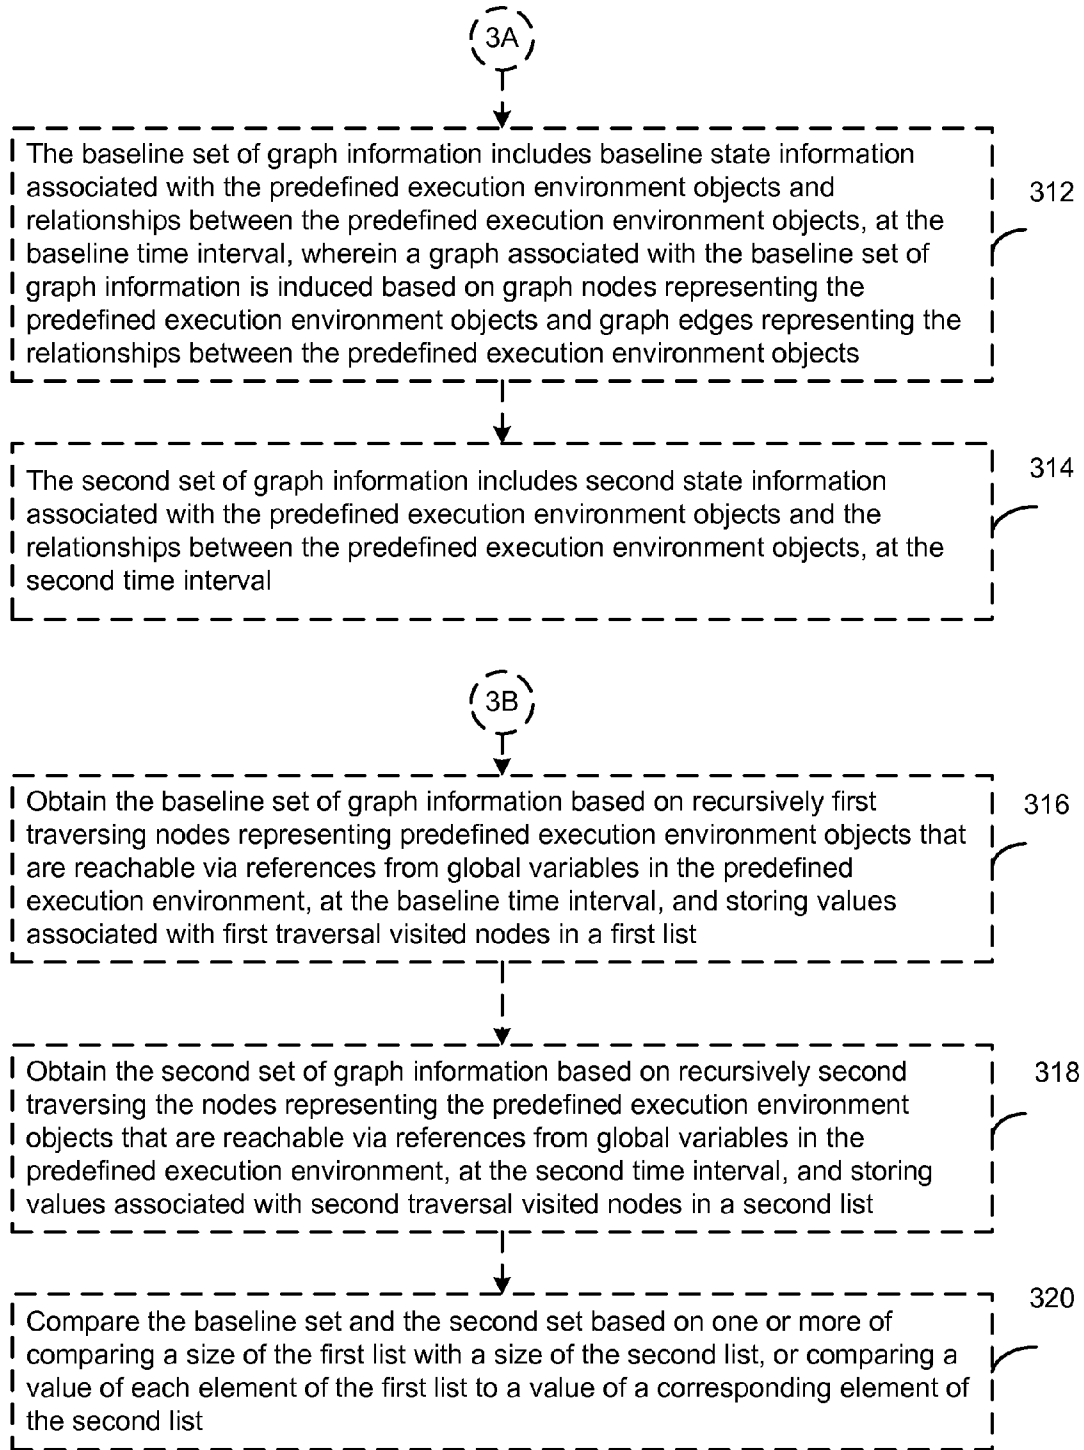 3A
The baseline set of graph information includes baseline state information
associated with the predefined execution environment objects and
relationships between the predefined execution environment objects, at the
baseline time interval, wherein a graph associated with the baseline set of
graph information is induced based on graph nodes representing the
predefined execution environment objects and graph edges representing the
relationships between the predefined execution environment objects
312
The second set of graph information includes second state information
associated with the predefined execution environment objects and the
relationships between the predefined execution environment objects, at the
second time interval
314
3B
Obtain the baseline set of graph information based on recursively first
traversing nodes representing predefined execution environment objects that
are reachable via references from global variables in the predefined
execution environment, at the baseline time interval, and storing values
associated with first traversal visited nodes in a first list
316
Obtain the second set of graph information based on recursively second
traversing the nodes representing the predefined execution environment
objects that are reachable via references from global variables in the
predefined execution environment, at the second time interval, and storing
values associated with second traversal visited nodes in a second list
318
Compare the baseline set and the second set based on one or more of
comparing a size of the first list with a size of the second list, or comparing a
value of each element of the first list to a value of a corresponding element of
the second list
320